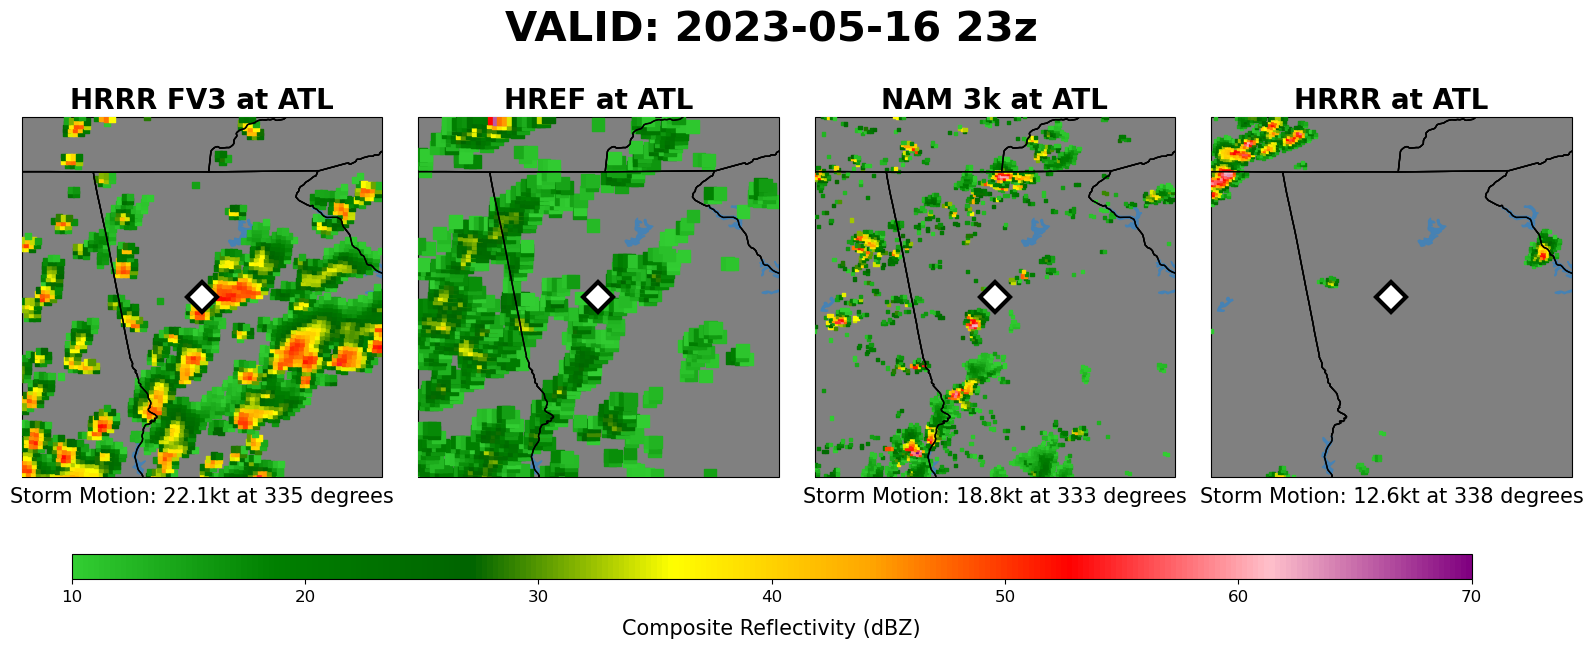 VALID: 2023-05-16 23z
HRRR FV3 at ATL
HREF at ATL
NAM 3k at ATL
HRRR at ATL
Storm Motion: 22.1kt at 335 degrees
Storm Motion: 18.8kt at 333 degrees
Storm Motion: 12.6kt at 338 degrees
10 20 30 40 50 60 70
Composite Reflectivity (dBZ)